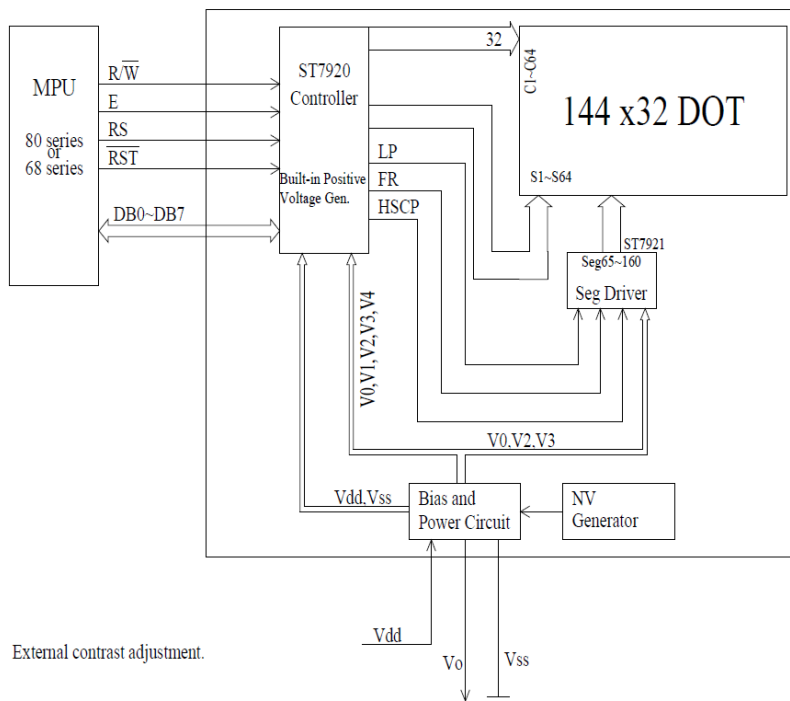 MPU
80 series
or
68 series
R/W̅
E
RS
R̅S̅T̅
DB0~DB7
ST7920
Controller
Built-in Positive
Voltage Gen.
32
LP
FR
HSCP
C1~C64
144 x32 DOT
S1~S64
ST7921
Seg65~160
Seg Driver
V0,V1,V2,V3,V4
V0,V2,V3
Vdd,Vss
Bias and
Power Circuit
NV
Generator
Vdd
Vo
Vss
External contrast adjustment.